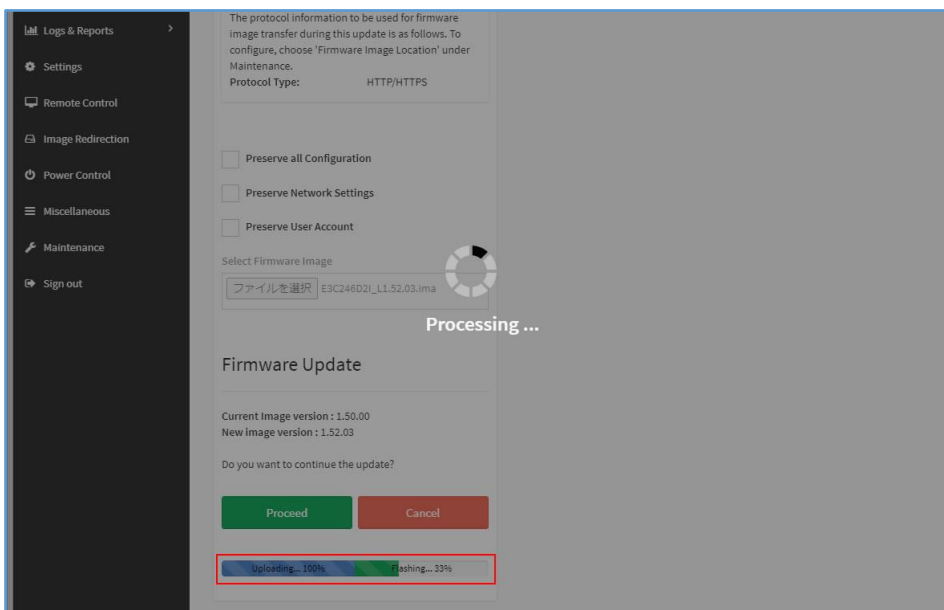 Logs & Reports
Settings
Remote Control
Image Redirection
Power Control
Miscellaneous
Maintenance
Sign out
The protocol information to be used for firmware
image transfer during this update is as follows. To
configure, choose 'Firmware Image Location' under
Maintenance.
Protocol Type: HTTP/HTTPS
Preserve all Configuration
Preserve Network Settings
Preserve User Account
Select Firmware Image
ファイルを選択 E3C246D2I_L1.52.03.ima
Processing ...
Firmware Update
Current Image version : 1.50.00
New image version : 1.52.03
Do you want to continue the update?
Proceed Cancel
Uploading... 100% Flashing... 33%